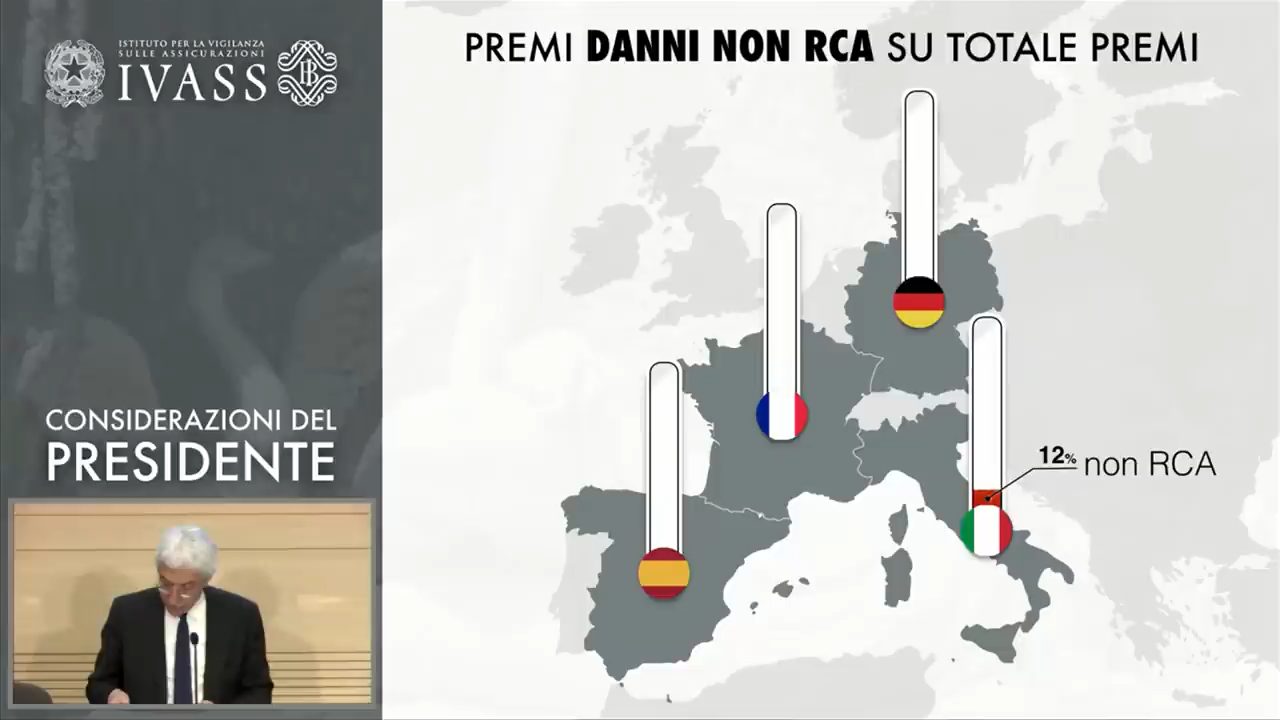 ISTITUTO PER LA VIGILANZA
SULLE ASSICURAZIONI
IVASS
PREMI DANNI NON RCA SU TOTALE PREMI
12% non RCA
CONSIDERAZIONI DEL
PRESIDENTE